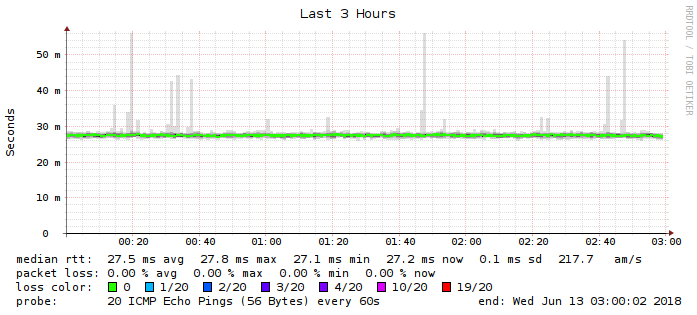 Last 3 Hours
RRDTOOL / TOBI OETIKER
Seconds
50 m
40 m
30 m
20 m
10 m
0
00:20 00:40 01:00 01:20 01:40 02:00 02:20 02:40 03:00
median rtt: 27.5 ms avg 27.8 ms max 27.1 ms min 27.2 ms now 0.1 ms sd 217.7 am/s
packet loss: 0.00 % avg 0.00 % max 0.00 % min 0.00 % now
loss color: 0 1/20 2/20 3/20 4/20 10/20 19/20
probe: 20 ICMP Echo Pings (56 Bytes) every 60s end: Wed Jun 13 03:00:02 2018